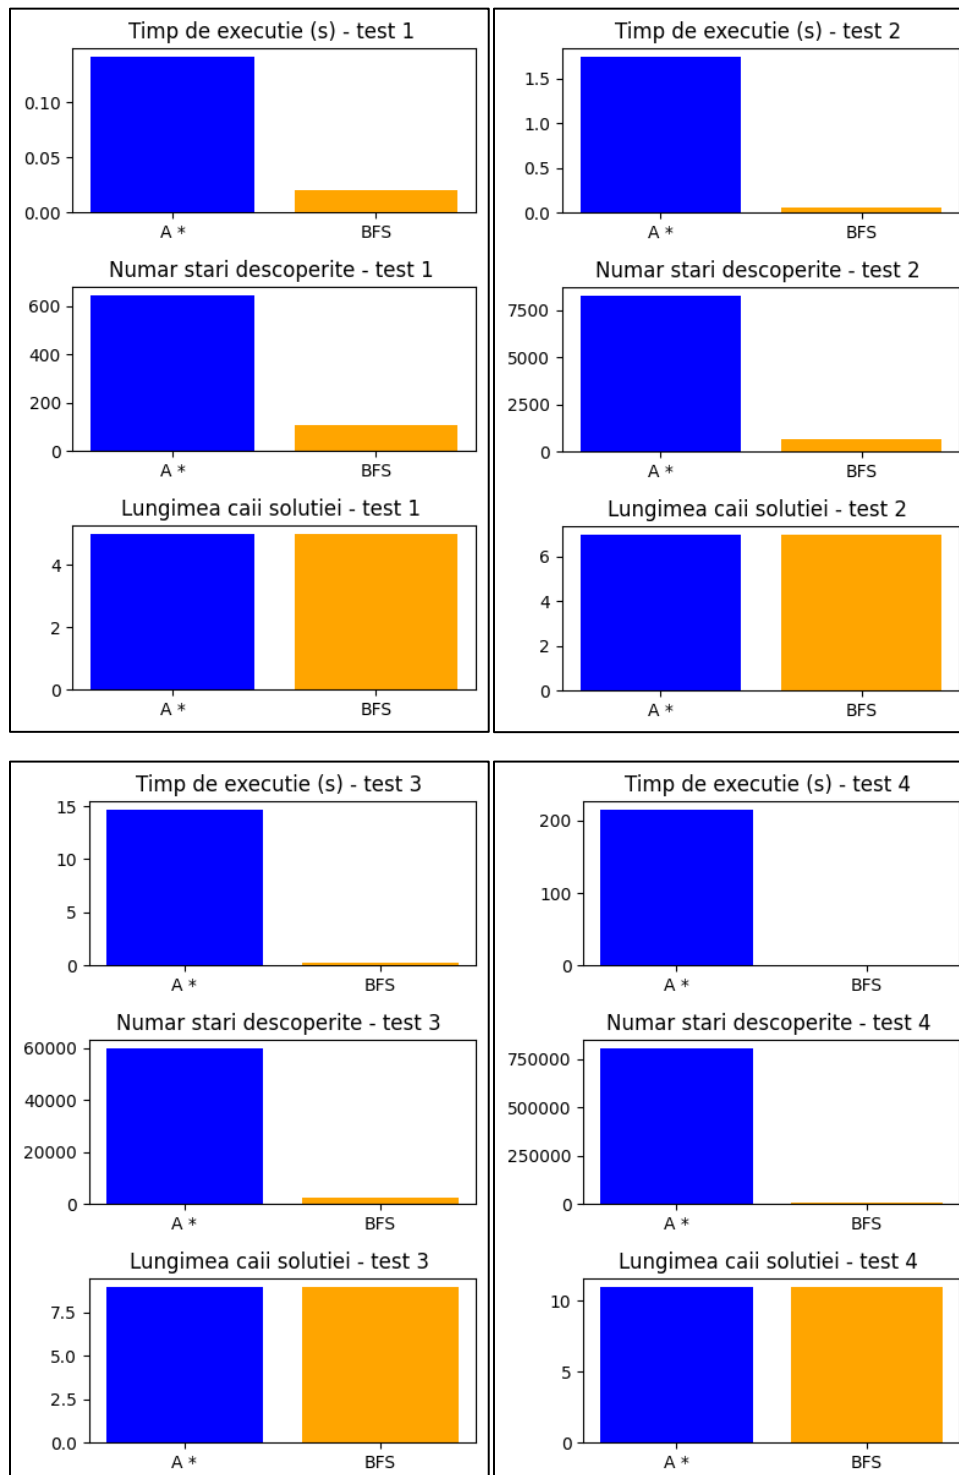 Timp de executie (s) - test 1
0.10
0.05
0.00
A *
BFS
Numar stari descoperite - test 1
600
400
200
0
A *
BFS
Lungimea caii solutiei - test 1
4
2
0
A *
BFS
Timp de executie (s) - test 2
1.5
1.0
0.5
0.0
A *
BFS
Numar stari descoperite - test 2
7500
5000
2500
0
A *
BFS
Lungimea caii solutiei - test 2
6
4
2
0
A *
BFS
Timp de executie (s) - test 3
15
10
5
0
A *
BFS
Numar stari descoperite - test 3
60000
40000
20000
0
A *
BFS
Lungimea caii solutiei - test 3
7.5
5.0
2.5
0.0
A *
BFS
Timp de executie (s) - test 4
200
100
0
A *
BFS
Numar stari descoperite - test 4
750000
500000
250000
0
A *
BFS
Lungimea caii solutiei - test 4
10
5
0
A *
BFS